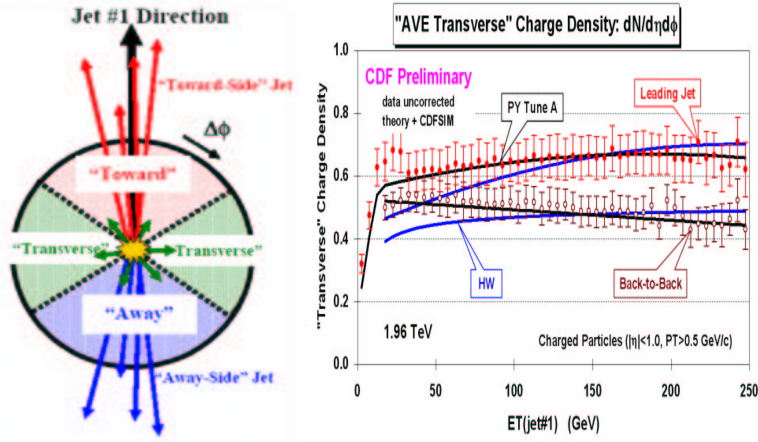 Jet #1 Direction
"Toward-Side" Jet
Δϕ
"Toward"
"Transverse"
Transverse"
"Away"
"Away-Side" Jet
"AVE Transverse" Charge Density: dN/dηdϕ
1.0
CDF Preliminary
data uncorrected
theory + CDFSIM
PY Tune A
Leading Jet
0.8
0.6
0.4
0.2
0.0
"Transverse" Charge Density
HW
Back-to-Back
1.96 TeV
Charged Particles (|η|<1.0, PT>0.5 GeV/c)
0
50
100
150
200
250
ET(jet#1) (GeV)